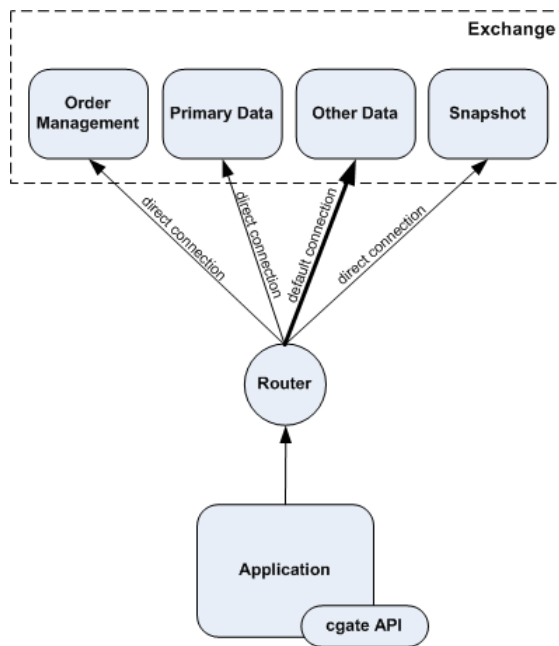 Exchange
Order
Management
Primary Data
Other Data
Snapshot
direct connection
direct connection
default connection
direct connection
Router
Application
cgate API